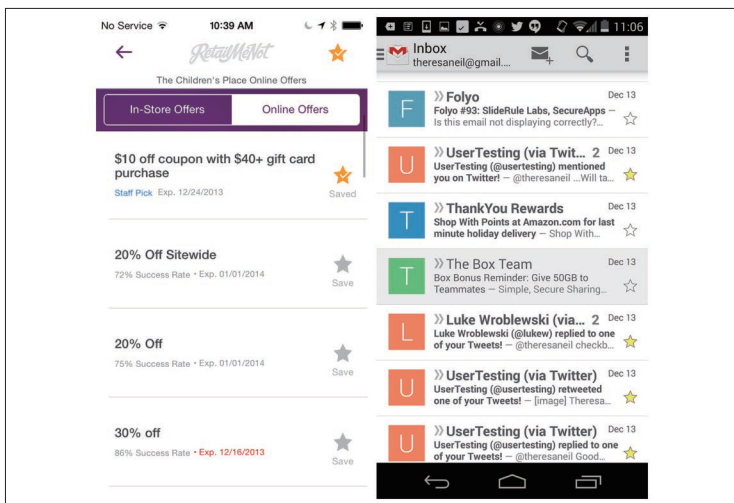 No Service 10:39 AM
RetailMeNot
The Children's Place Online Offers
In-Store Offers Online Offers
$10 off coupon with $40+ gift card
purchase
Staff Pick Exp. 12/24/2013
Saved
20% Off Sitewide
72% Success Rate • Exp. 01/01/2014
Save
20% Off
75% Success Rate • Exp. 01/01/2014
Save
30% off
86% Success Rate • Exp. 12/16/2013
Save
11:06
Inbox
theresaneil@gmail....
F
Folyo Dec 13
Folyo #93: SlideRule Labs, SecureApps –
Is this email not displaying correctly?...
U
UserTesting (via Twit... 2 Dec 13
UserTesting (@usertesting) mentioned
you on Twitter! – @theresaneil ...Will ta...
T
ThankYou Rewards Dec 13
Shop With Points at Amazon.com for last
minute holiday delivery – Shop With...
T
The Box Team Dec 13
Box Bonus Reminder: Give 50GB to
Teammates – Simple, Secure Sharing...
L
Luke Wroblewski (via... 2 Dec 13
Luke Wroblewski (@lukew) replied to one
of your Tweets! – @theresaneil checkb...
U
UserTesting (via Twitter) Dec 13
UserTesting (@usertesting) retweeted
one of your Tweets! – [image] Theresa...
U
UserTesting (via Twitter) Dec 13
UserTesting (@usertesting) replied to one
of your Tweets! – @theresaneil Good...